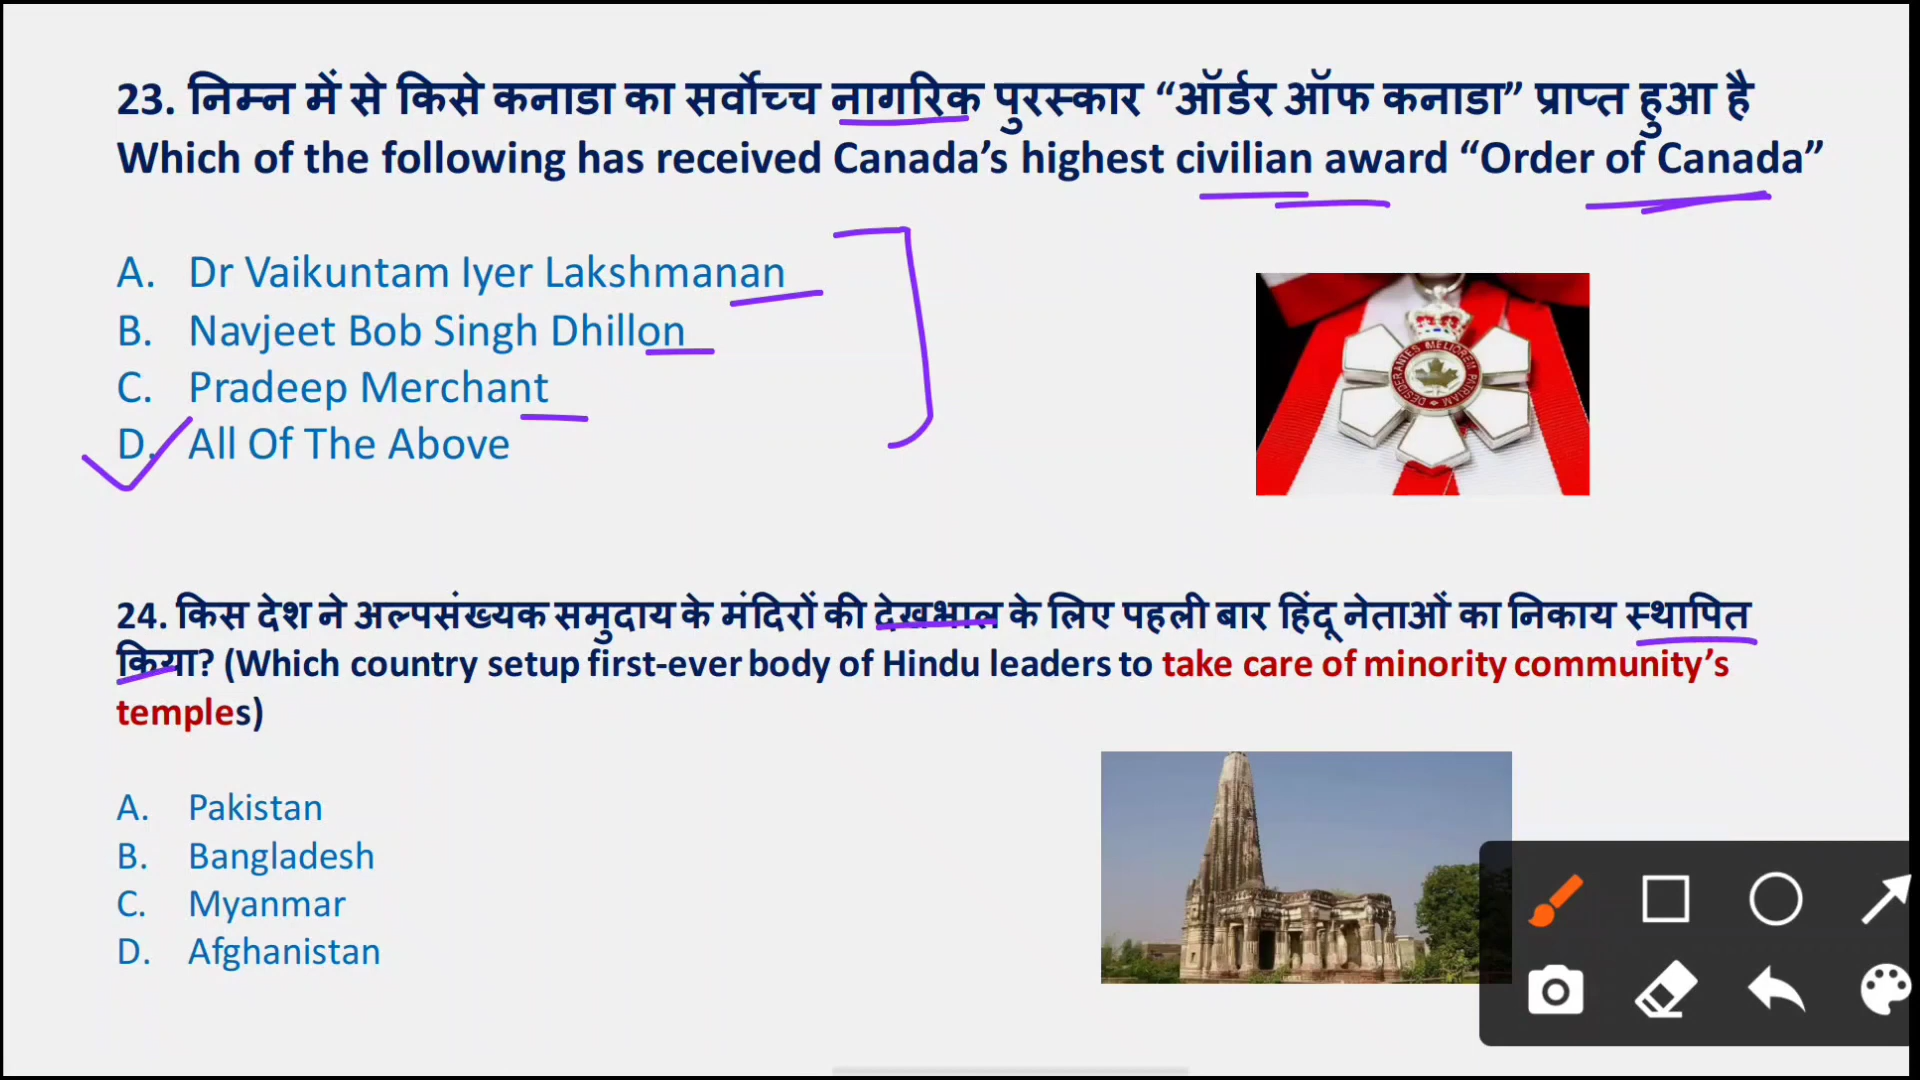 23. निम्न में से किसे कनाडा का सर्वोच्च नागरिक पुरस्कार “ऑर्डर ऑफ कनाडा” प्राप्त हुआ है
Which of the following has received Canada’s highest civilian award “Order of Canada”
A. Dr Vaikuntam Iyer Lakshmanan
B. Navjeet Bob Singh Dhillon
C. Pradeep Merchant
D. All Of The Above
DESIDERANTES MELIOREM PATRIAM
24. किस देश ने अल्पसंख्यक समुदाय के मंदिरों की देखभाल के लिए पहली बार हिंदू नेताओं का निकाय स्थापित
किया? (Which country setup first-ever body of Hindu leaders to take care of minority community’s
temples)
A. Pakistan
B. Bangladesh
C. Myanmar
D. Afghanistan